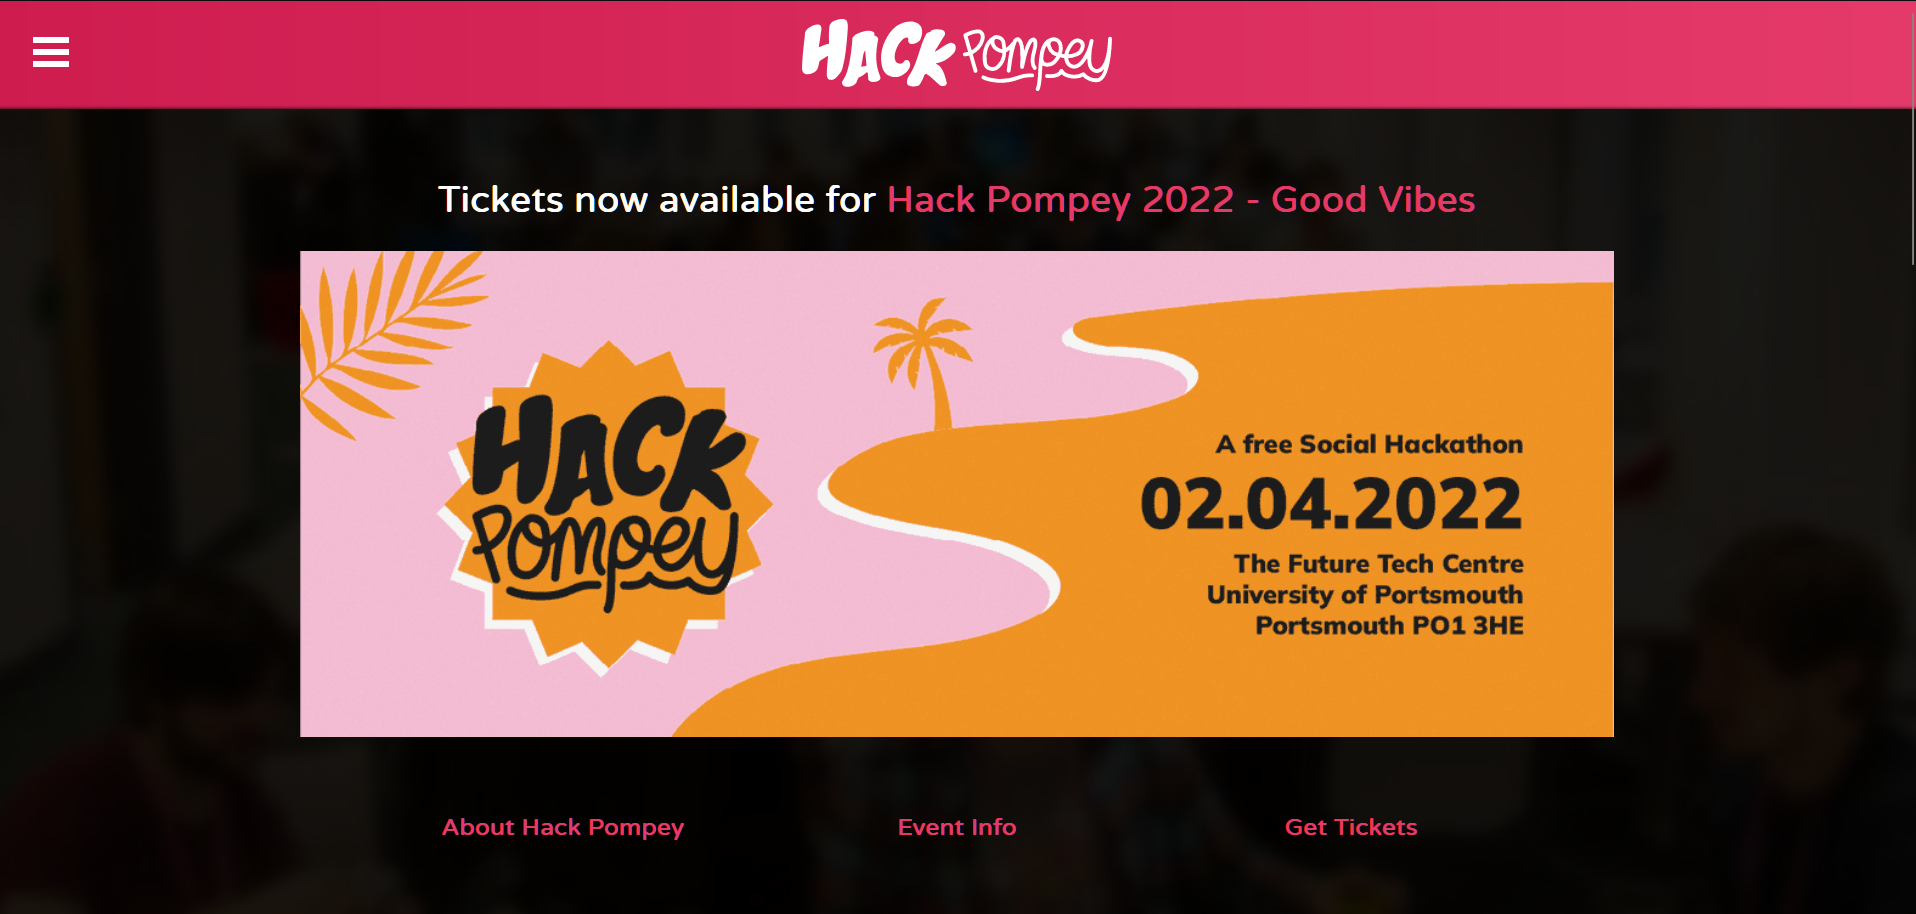 HACK Pompey
Tickets now available for Hack Pompey 2022 - Good Vibes
HACK
Pompey
A free Social Hackathon
02.04.2022
The Future Tech Centre
University of Portsmouth
Portsmouth PO1 3HE
About Hack Pompey
Event Info
Get Tickets